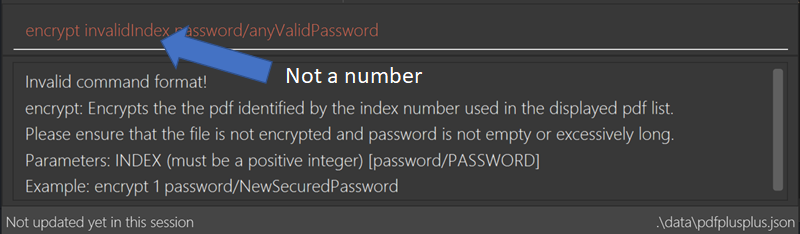 encrypt invalidIndex password/anyValidPassword
Not a number
Invalid command format!
encrypt: Encrypts the the pdf identified by the index number used in the displayed pdf list.
Please ensure that the file is not encrypted and password is not empty or excessively long.
Parameters: INDEX (must be a positive integer) [password/PASSWORD]
Example: encrypt 1 password/NewSecuredPassword
Not updated yet in this session
.\data\pdfplusplus.json